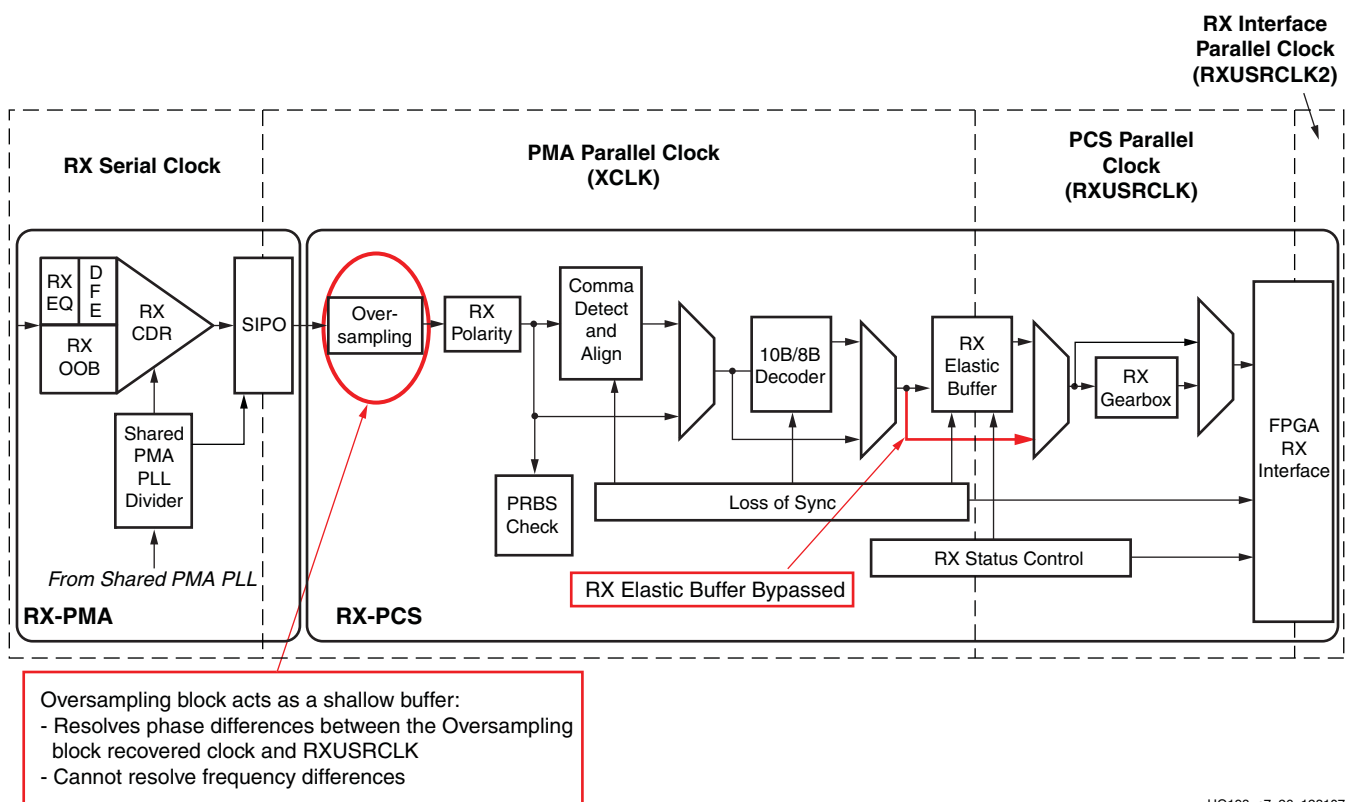 RX Interface
Parallel Clock
(RXUSRCLK2)
RX Serial Clock
PMA Parallel Clock
(XCLK)
PCS Parallel
Clock
(RXUSRCLK)
RX
EQ
D
F
E
RX
CDR
RX
OOB
SIPO
Over-
sampling
RX
Polarity
Comma
Detect
and
Align
10B/8B
Decoder
RX
Elastic
Buffer
RX
Gearbox
FPGA
RX
Interface
Shared
PMA
PLL
Divider
PRBS
Check
Loss of Sync
RX Status Control
From Shared PMA PLL
RX Elastic Buffer Bypassed
RX-PMA
RX-PCS
Oversampling block acts as a shallow buffer:
- Resolves phase differences between the Oversampling
block recovered clock and RXUSRCLK
- Cannot resolve frequency differences